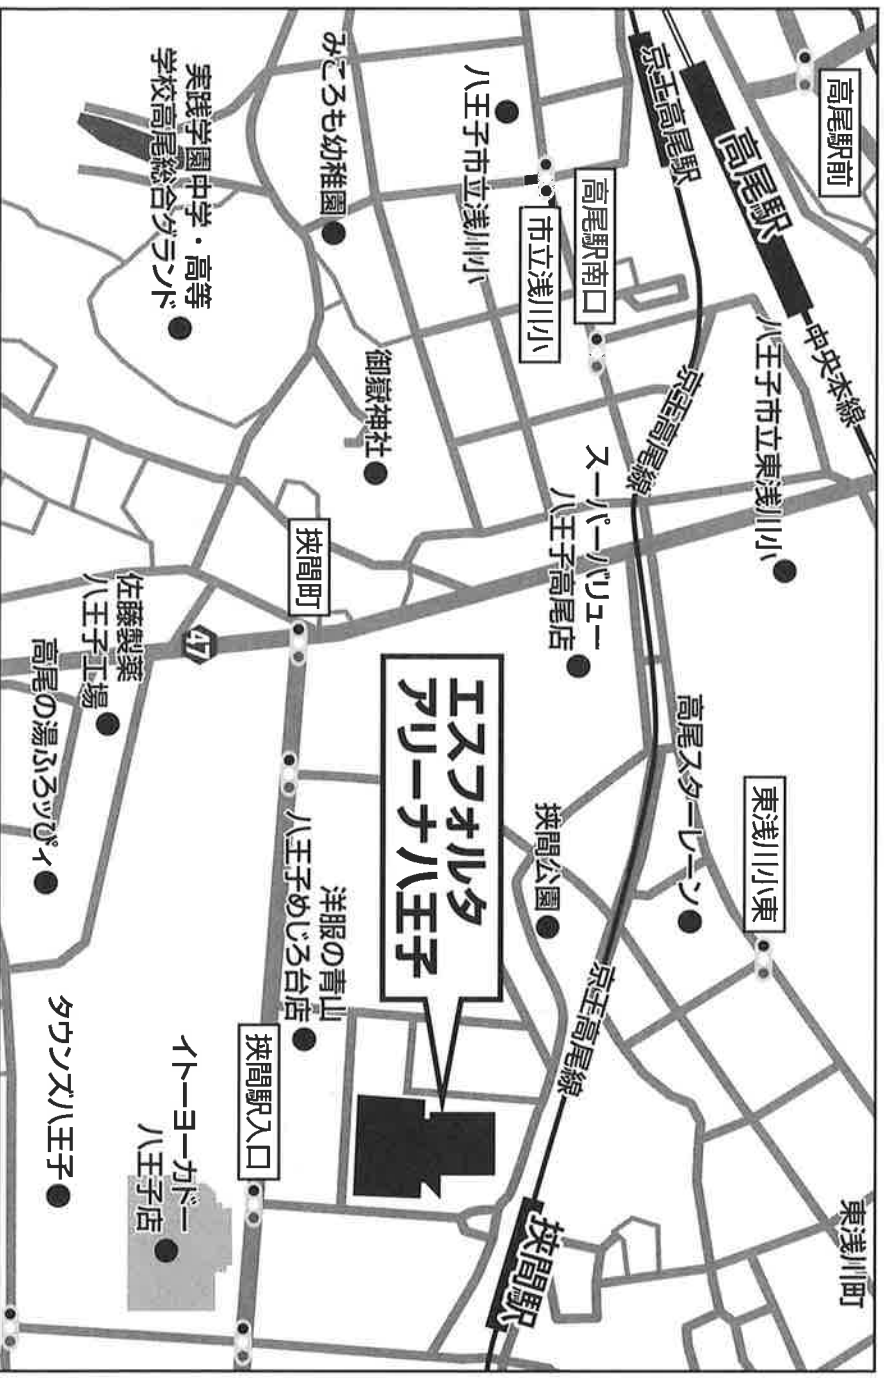 高尾駅前
高尾駅
京王高尾駅
中央本線
八王子市立東浅川小
高尾駅南口
市立浅川小
八王子市立浅川小
みころも幼稚園
実践学園中学・高等
学校高尾総合グランド
御嶽神社
京王高尾線
スーパーバリュー
八王子高尾店
狭間町
47
佐藤製薬
八王子工場
高尾の湯ふろッぴィ
東浅川小東
高尾スターレーン
狭間公園
エスフォルタ
アリーナ八王子
京王高尾線
洋服の青山
八王子めじろ台店
東浅川町
狭間駅
狭間駅入口
イトーヨーカドー
八王子店
タウンズ八王子